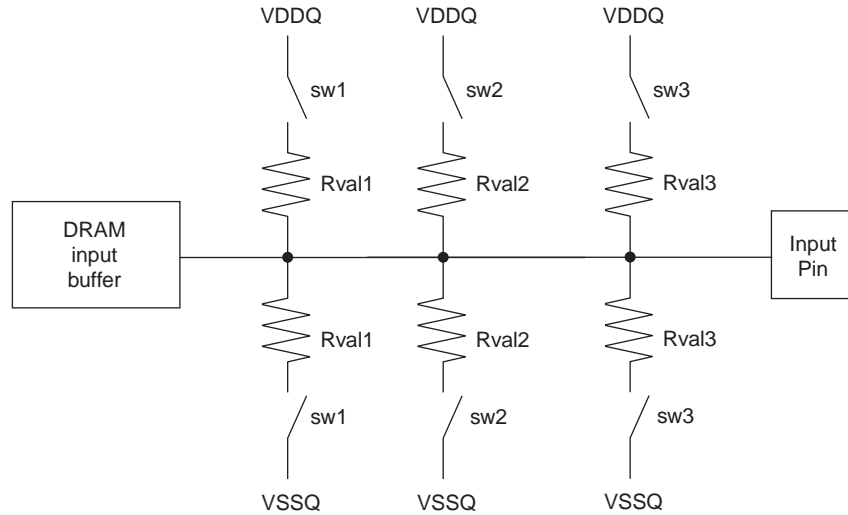 VDDQ VDDQ VDDQ
sw1 sw2 sw3
Rval1 Rval2 Rval3
DRAM
input
buffer
Input
Pin
Rval1 Rval2 Rval3
sw1 sw2 sw3
VSSQ VSSQ VSSQ